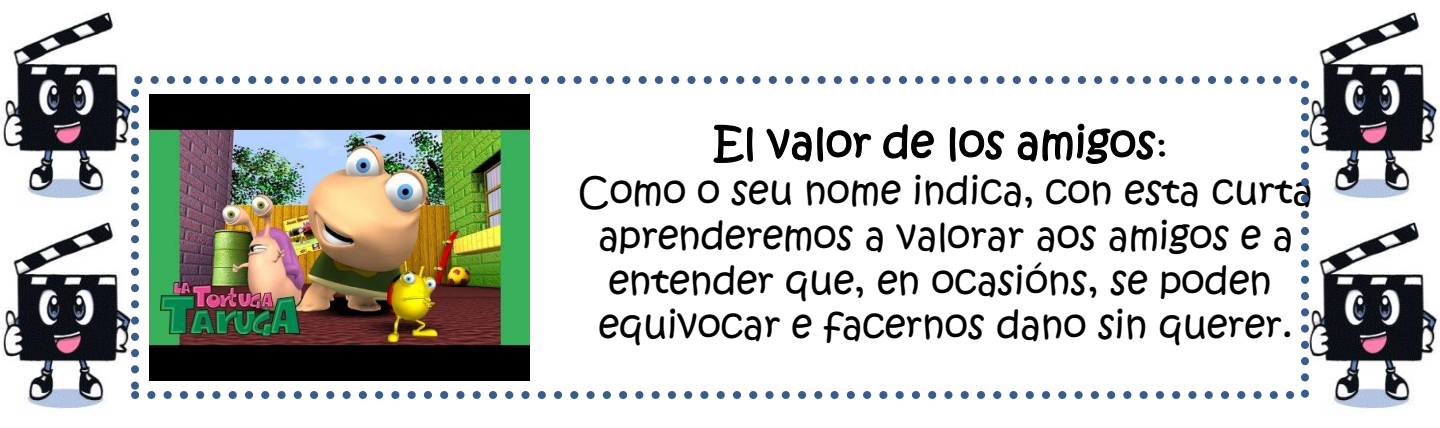 LA
TORTUGA
TARUGA
El valor de los amigos:
Como o seu nome indica, con esta curta
aprenderemos a valorar aos amigos e a
entender que, en ocasións, se poden
equivocar e facernos dano sin querer.